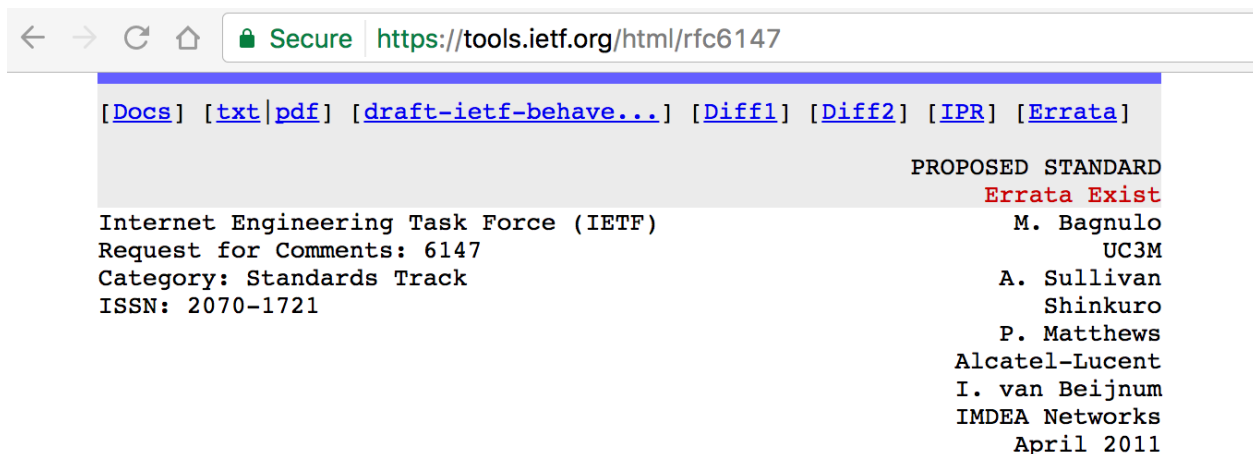 Secure https://tools.ietf.org/html/rfc6147
[Docs] [txt|pdf] [draft-ietf-behave...] [Diff1] [Diff2] [IPR] [Errata]
PROPOSED STANDARD
Errata Exist
Internet Engineering Task Force (IETF) M. Bagnulo
Request for Comments: 6147 UC3M
Category: Standards Track A. Sullivan
ISSN: 2070-1721 Shinkuro
P. Matthews
Alcatel-Lucent
I. van Beijnum
IMDEA Networks
April 2011